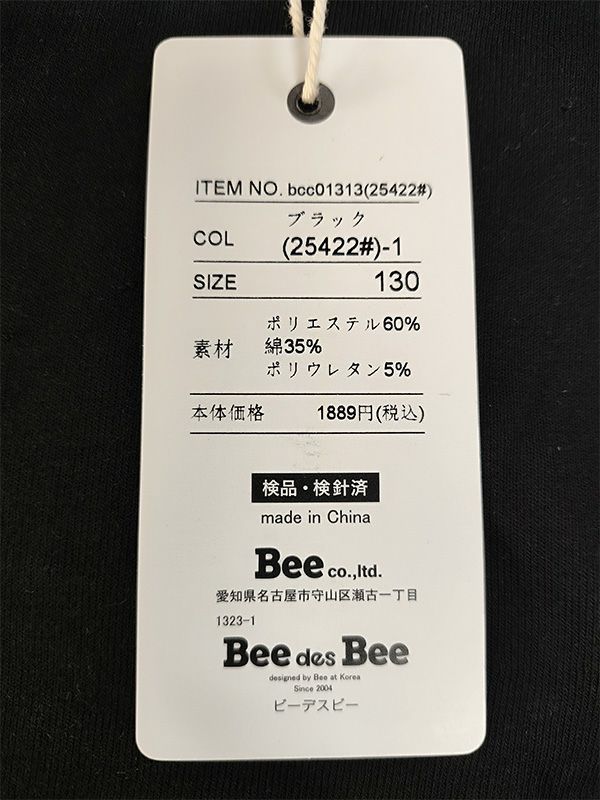 ITEM NO. bcc01313(25422#)
COL ブラック
(25422#)-1
SIZE 130
ポリエステル60%
素材 綿35%
ポリウレタン5%
本体価格 1889円(税込)
検品・検針済
made in China
Bee co.,ltd.
愛知県名古屋市守山区瀬古一丁目
1323-1
Bee des Bee
designed by Bee at Korea
Since 2004
ビーデスビー